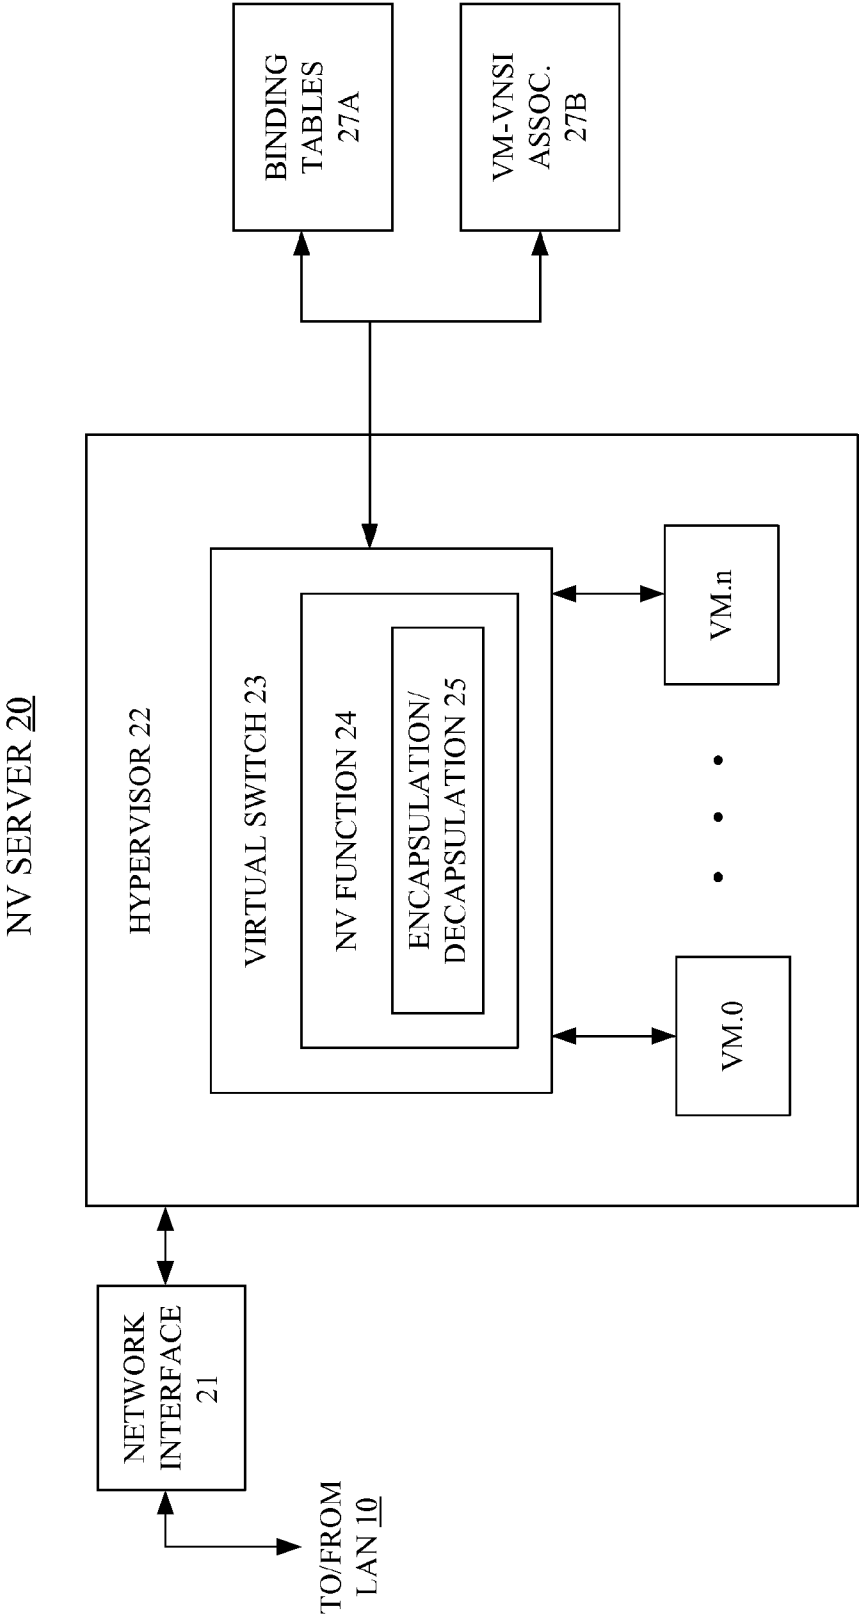 NV SERVER 20
HYPERVISOR 22
VIRTUAL SWITCH 23
NV FUNCTION 24
ENCAPSULATION/
DECAPSULATION 25
NETWORK
INTERFACE
21
TO/FROM
LAN 10
BINDING
TABLES
27A
VM-VNSI
ASSOC.
27B
VM.0
VM.n